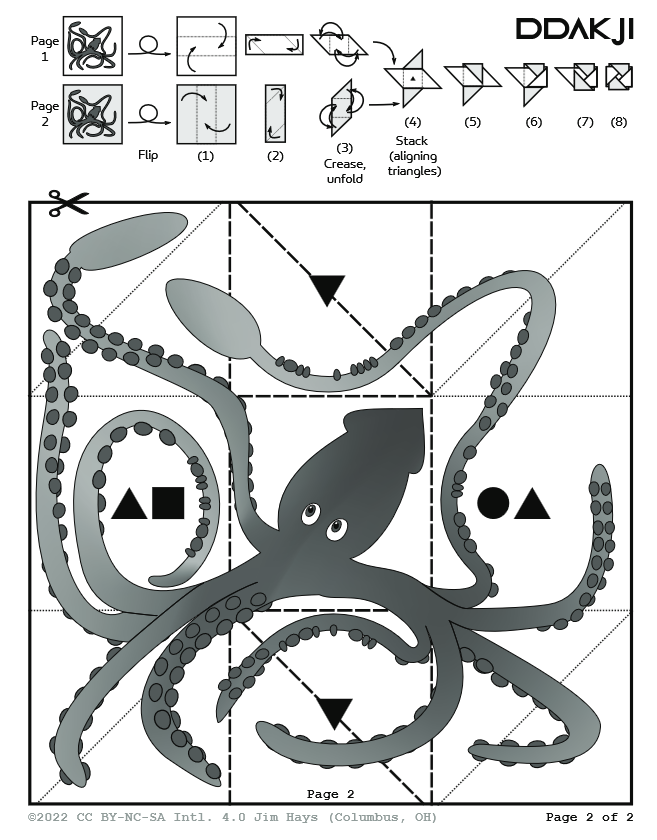 DDAKJI
Page
1
Page
2
Flip
(1)
(2)
(3)
Crease,
unfold
(4)
Stack
(aligning
triangles)
(5)
(6)
(7)
(8)
Page 2
©2022 CC BY-NC-SA Intl. 4.0 Jim Hays (Columbus, OH)
Page 2 of 2